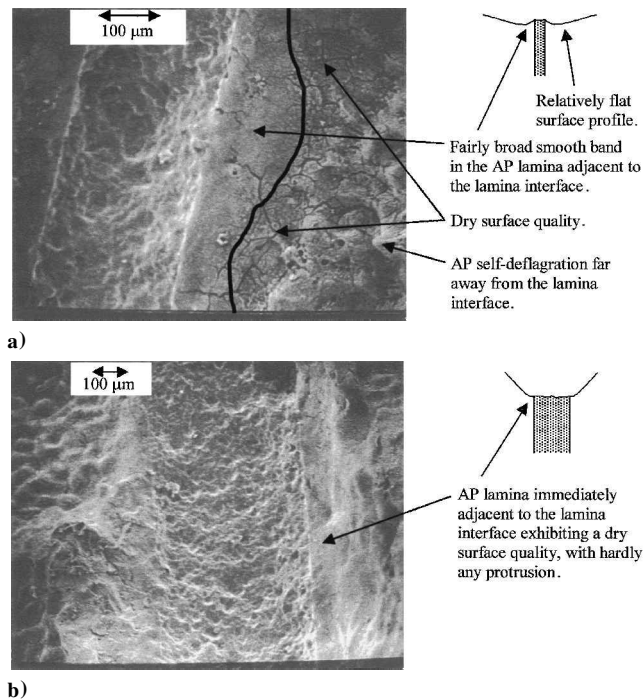 100 µm
Relatively flat
surface profile.
Fairly broad smooth band
in the AP lamina adjacent to
the lamina interface.
Dry surface quality.
AP self-deflagration far
away from the lamina
interface.
a)
100 µm
AP lamina immediately
adjacent to the lamina
interface exhibiting a dry
surface quality, with hardly
any protrusion.
b)